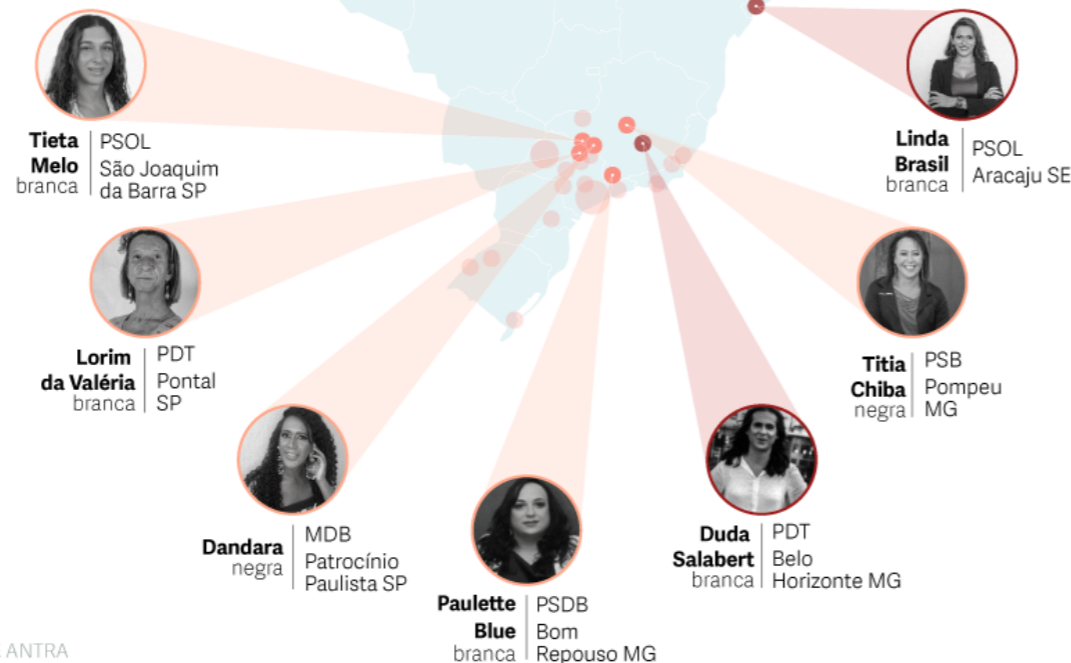 Tieta
Melo
branca
PSOL
São Joaquim
da Barra SP
Linda
Brasil
branca
PSOL
Aracaju SE
Lorim
da Valéria
branca
PDT
Pontal
SP
Titia
Chiba
negra
PSB
Pompeu
MG
Dandara
negra
MDB
Patrocínio
Paulista SP
Duda
Salabert
branca
PDT
Belo
Horizonte MG
Paulette
Blue
branca
PSDB
Bom
Repouso MG
ANTRA